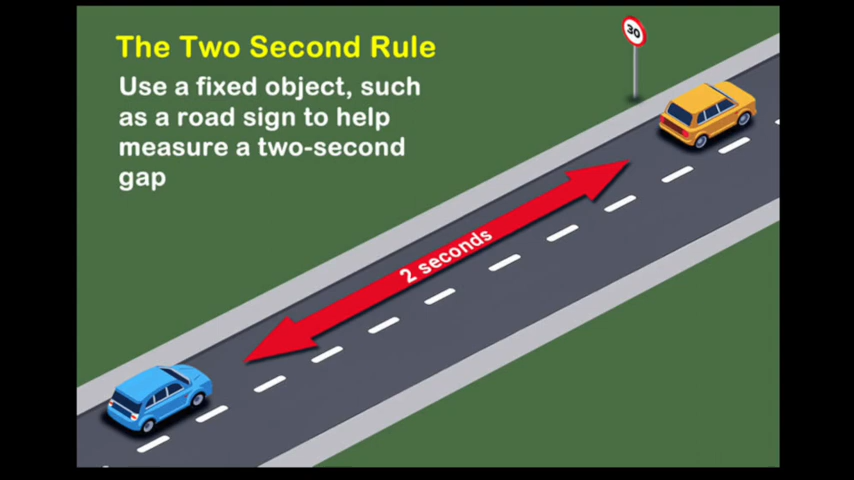 The Two Second Rule
Use a fixed object, such
as a road sign to help
measure a two-second
gap
30
2 seconds